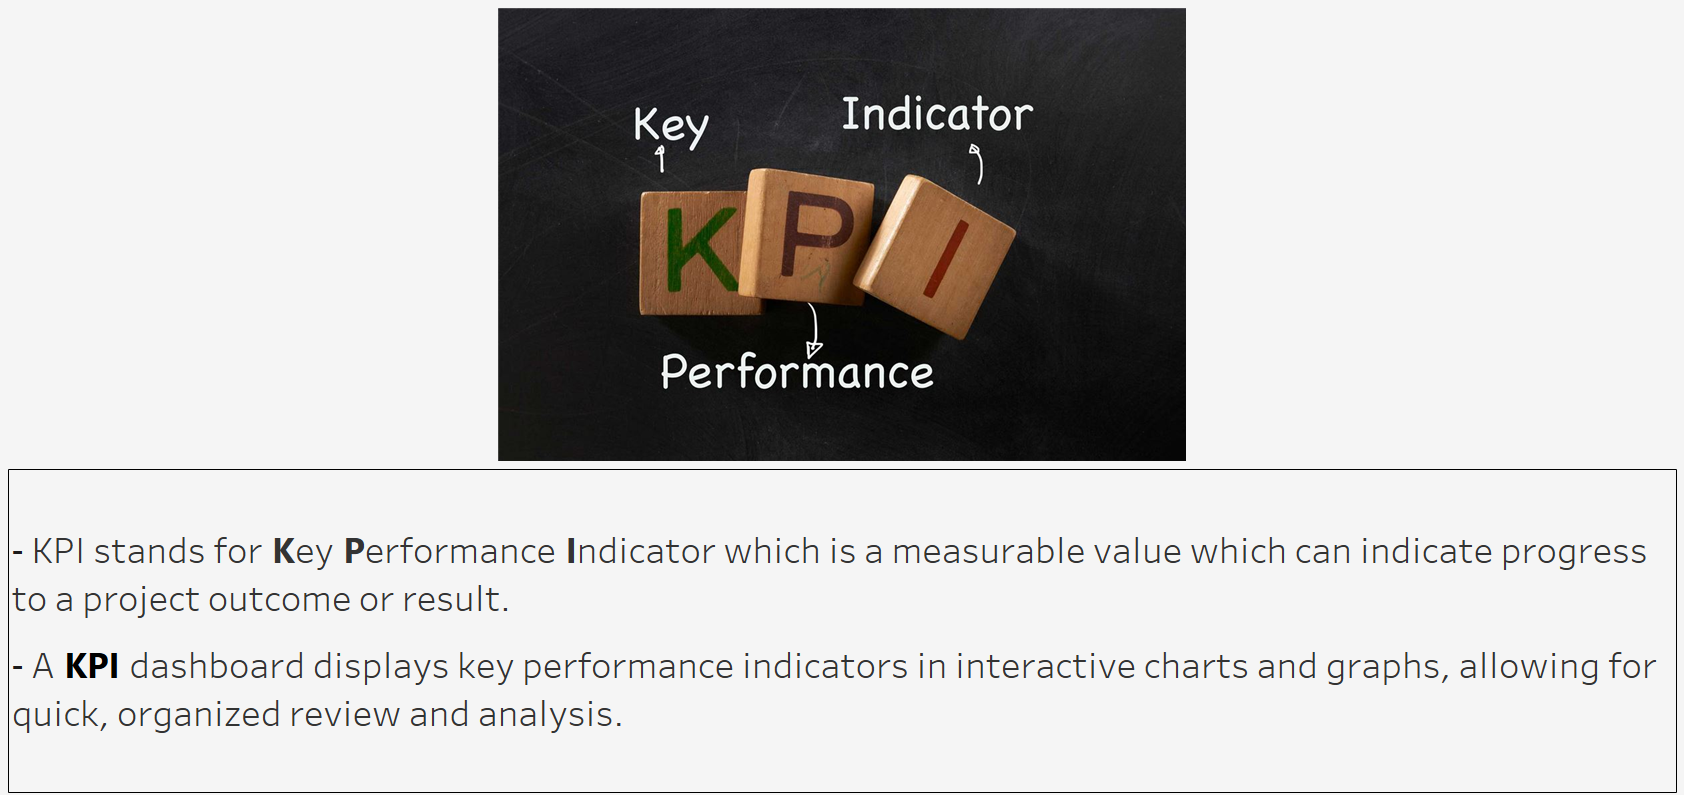 Key
Indicator
K P I
Performance
- KPI stands for Key Performance Indicator which is a measurable value which can indicate progress
to a project outcome or result.
- A KPI dashboard displays key performance indicators in interactive charts and graphs, allowing for
quick, organized review and analysis.